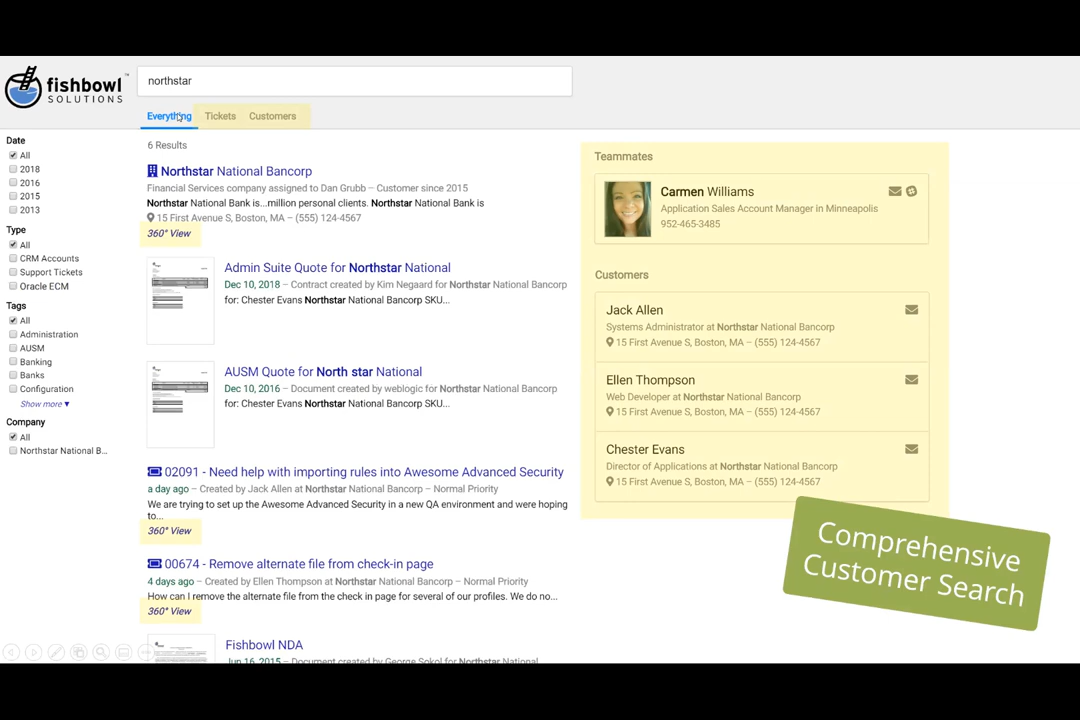 fishbowl™
SOLUTIONS
northstar
Everything Tickets Customers
Date
All
2018
2016
2015
2013
Type
All
CRM Accounts
Support Tickets
Oracle ECM
Tags
All
Administration
AUSM
Banking
Banks
Configuration
Show more ▼
Company
All
Northstar National B...
6 Results
Northstar National Bancorp
Financial Services company assigned to Dan Grubb – Customer since 2015
Northstar National Bank is...million personal clients. Northstar National Bank is
15 First Avenue S, Boston, MA – (555) 124-4567
360° View
Admin Suite Quote for Northstar National
Dec 10, 2018 – Contract created by Kim Negaard for Northstar National Bancorp
for: Chester Evans Northstar National Bancorp SKU...
AUSM Quote for North star National
Dec 10, 2016 – Document created by weblogic for Northstar National Bancorp
for: Chester Evans Northstar National Bancorp SKU...
02091 - Need help with importing rules into Awesome Advanced Security
a day ago – Created by Jack Allen at Northstar National Bancorp – Normal Priority
We are trying to set up the Awesome Advanced Security in a new QA environment and were hoping
to...
360° View
00674 - Remove alternate file from check-in page
4 days ago – Created by Ellen Thompson at Northstar National Bancorp – Normal Priority
How can I remove the alternate file from the check in page for several of our profiles. We do no...
360° View
Fishbowl NDA
Jun 16, 2015 – Document created by George Sokol for Northstar National
Teammates
Carmen Williams
Application Sales Account Manager in Minneapolis
952-465-3485
Customers
Jack Allen
Systems Administrator at Northstar National Bancorp
15 First Avenue S, Boston, MA – (555) 124-4567
Ellen Thompson
Web Developer at Northstar National Bancorp
15 First Avenue S, Boston, MA – (555) 124-4567
Chester Evans
Director of Applications at Northstar National Bancorp
15 First Avenue S, Boston, MA – (555) 124-4567
Comprehensive
Customer Search